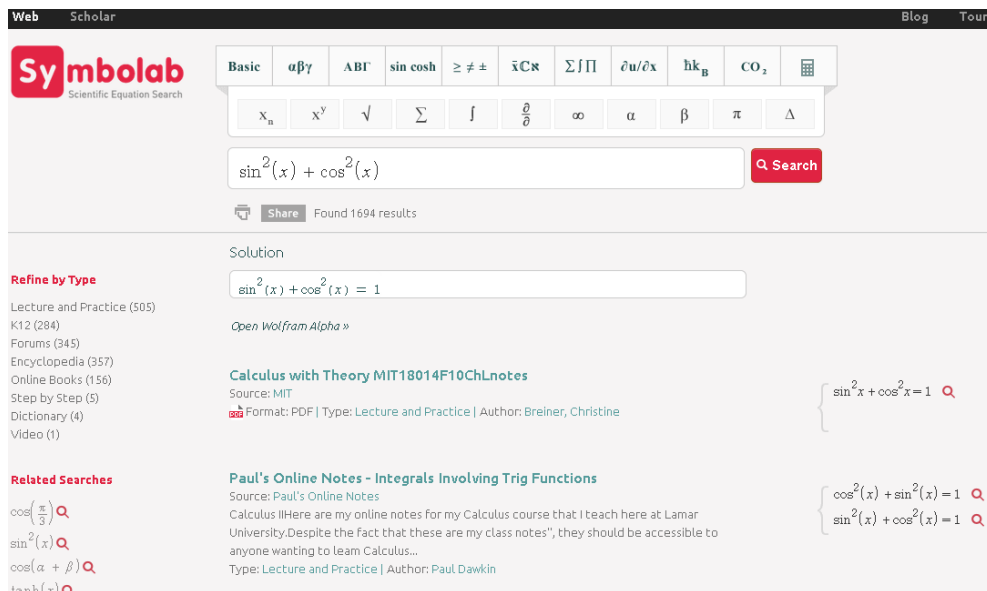 Web Scholar Blog Tour
Symbolab
Scientific Equation Search
Basic αβγ ΑΒΓ sin cosh ≥ ≠ ± x̄ℂℵ Σ∫∏ ∂u/∂x ħk_B CO₂
xₙ x^y √ ∑ ∫ ∂/∂ ∞ α β π Δ
sin²(x) + cos²(x)
Search
Share Found 1694 results
Solution
sin²(x) + cos²(x) = 1
Open Wolfram Alpha »
Refine by Type
Lecture and Practice (505)
K12 (284)
Forums (345)
Encyclopedia (357)
Online Books (156)
Step by Step (5)
Dictionary (4)
Video (1)
Related Searches
cos(π/3)
sin²(x)
cos(α + β)
tanh(x)
Calculus with Theory MIT18014F10ChLnotes
Source: MIT
PDF Format: PDF | Type: Lecture and Practice | Author: Breiner, Christine
sin²x + cos²x = 1
Paul's Online Notes - Integrals Involving Trig Functions
Source: Paul's Online Notes
Calculus IIHere are my online notes for my Calculus course that I teach here at Lamar
University.Despite the fact that these are my class notes", they should be accessible to
anyone wanting to leam Calculus...
Type: Lecture and Practice | Author: Paul Dawkin
cos²(x) + sin²(x) = 1
sin²(x) + cos²(x) = 1